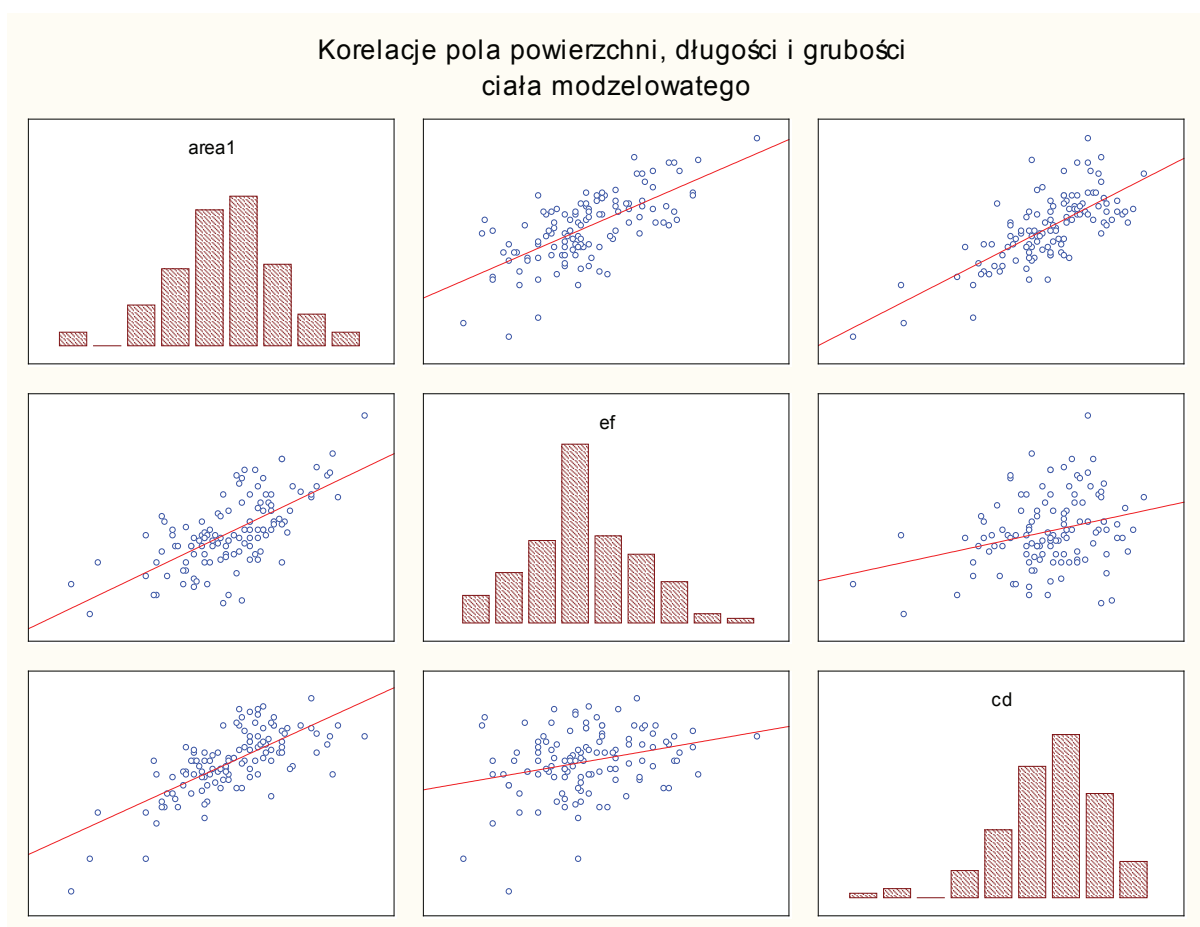 Korelacje pola powierzchni, długości i grubości
ciała modzelowatego
area1
ef
cd